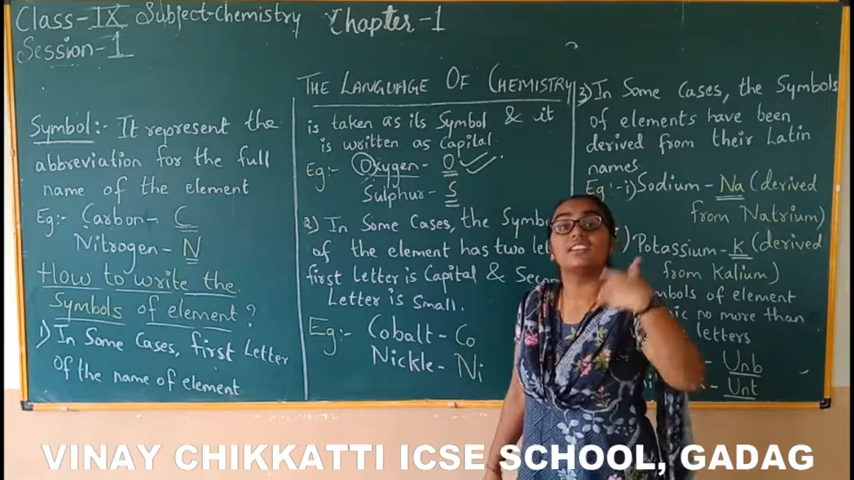 Class-IX Subject-Chemistry Chapter-1
Session-1
Symbol:- It represent the
abbreviation for the full
name of the element
Eg:- Carbon- C
Nitrogen- N
How to write the
Symbols of element?
1) In Some Cases, first Letter
of the name of element
THE LANGUAGE OF CHEMISTRY
is taken as its Symbol & it
is written as Capital.
Eg:- Oxygen- O
Sulphur- S
2) In Some Cases, the
of the element has two
first Letter is Capital &
Letter is Small.
Eg:- Cobalt- Co
Nickle- Ni
3) In Some Cases, the Symbols
of elements have been
derived from their Latin
names
Eg:- i) Sodium- Na (derived
from Natrium)
Potassium- K (derived
from Kalium)
of element
no more than
letters
- Unb
- Unt
VINAY CHIKKATTI ICSE SCHOOL, GADAG